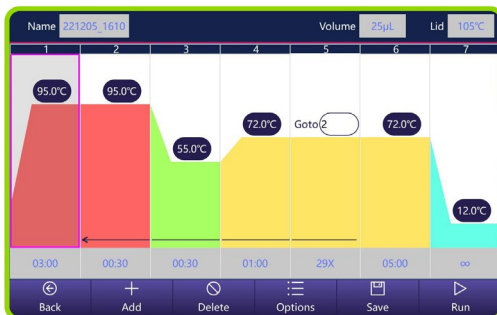 Name 221205_1610 Volume 25µL Lid 105℃
1 2 3 4 5 6 7
95.0℃ 95.0℃ 55.0℃ 72.0℃ Goto 2 72.0℃ 12.0℃
03:00 00:30 00:30 01:00 29X 05:00 ∞
Back Add Delete Options Save Run